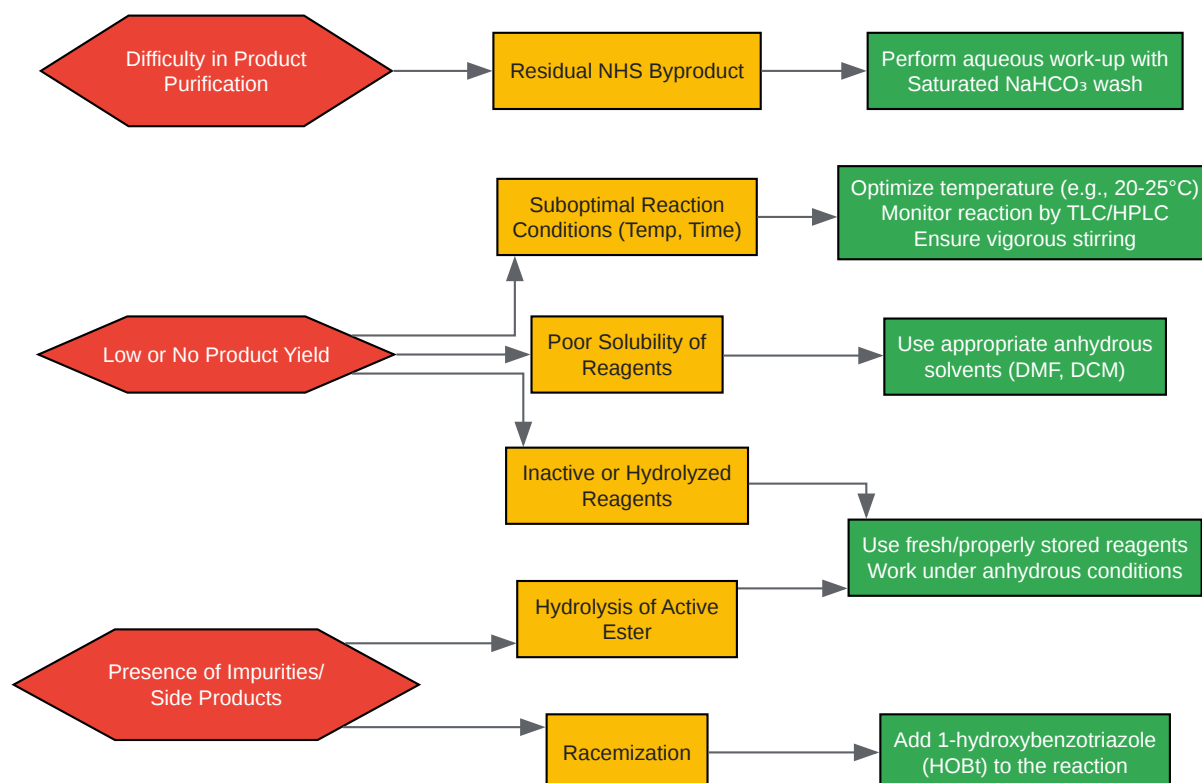 Difficulty in Product
Purification
Residual NHS Byproduct
Perform aqueous work-up with
Saturated NaHCO₃ wash
Suboptimal Reaction
Conditions (Temp, Time)
Optimize temperature (e.g., 20-25°C)
Monitor reaction by TLC/HPLC
Ensure vigorous stirring
Low or No Product Yield
Poor Solubility of
Reagents
Use appropriate anhydrous
solvents (DMF, DCM)
Inactive or Hydrolyzed
Reagents
Use fresh/properly stored reagents
Work under anhydrous conditions
Hydrolysis of Active
Ester
Presence of Impurities/
Side Products
Racemization
Add 1-hydroxybenzotriazole
(HOBt) to the reaction